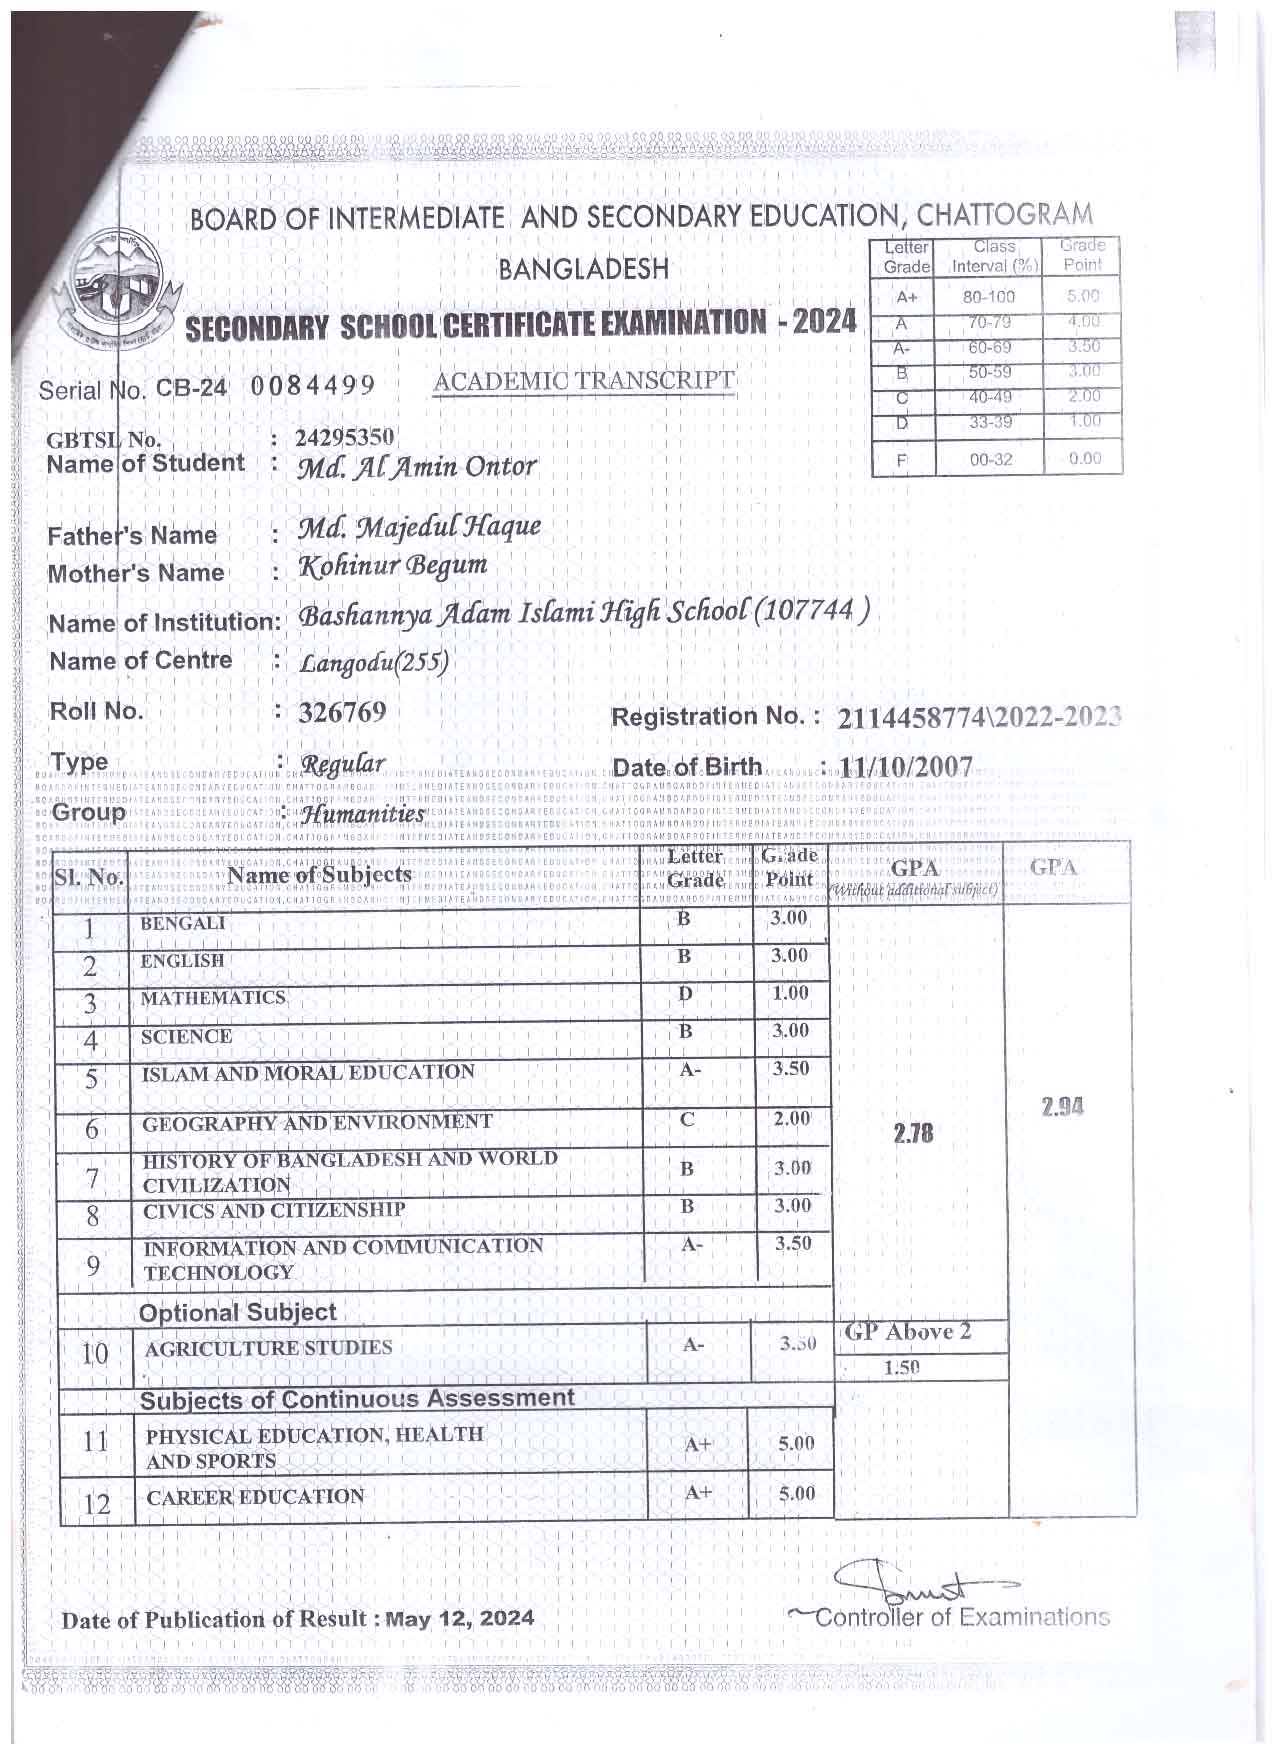 BOARD OF INTERMEDIATE AND SECONDARY EDUCATION, CHATTOGRAM
BANGLADESH
SECONDARY SCHOOL CERTIFICATE EXAMINATION - 2024
Letter Grade Class Interval (%) Grade Point
A+ 80-100 5.00
A 70-79 4.00
A- 60-69 3.50
B 50-59 3.00
C 40-49 2.00
D 33-39 1.00
F 00-32 0.00
Serial No. CB-24 0084499 ACADEMIC TRANSCRIPT
GBTSL No. : 24295350
Name of Student : Md. Al Amin Ontor
Father's Name : Md. Majedul Haque
Mother's Name : Kohinur Begum
Name of Institution: Bashannya Adam Islami High School (107744 )
Name of Centre : Langodu(255)
Roll No. : 326769 Registration No. : 2114458774\2022-2023
Type : Regular Date of Birth : 11/10/2007
Group : Humanities
Sl. No. Name of Subjects Letter Grade Grade Point GPA (Without additional subject) GPA
1 BENGALI B 3.00
2 ENGLISH B 3.00
3 MATHEMATICS D 1.00
4 SCIENCE B 3.00
5 ISLAM AND MORAL EDUCATION A- 3.50
6 GEOGRAPHY AND ENVIRONMENT C 2.00
2.78 2.94
7 HISTORY OF BANGLADESH AND WORLD
CIVILIZATION B 3.00
8 CIVICS AND CITIZENSHIP B 3.00
9 INFORMATION AND COMMUNICATION
TECHNOLOGY A- 3.50
Optional Subject
10 AGRICULTURE STUDIES A- 3.50 GP Above 2
1.50
Subjects of Continuous Assessment
11 PHYSICAL EDUCATION, HEALTH
AND SPORTS A+ 5.00
12 CAREER EDUCATION A+ 5.00
Date of Publication of Result : May 12, 2024 Controller of Examinations